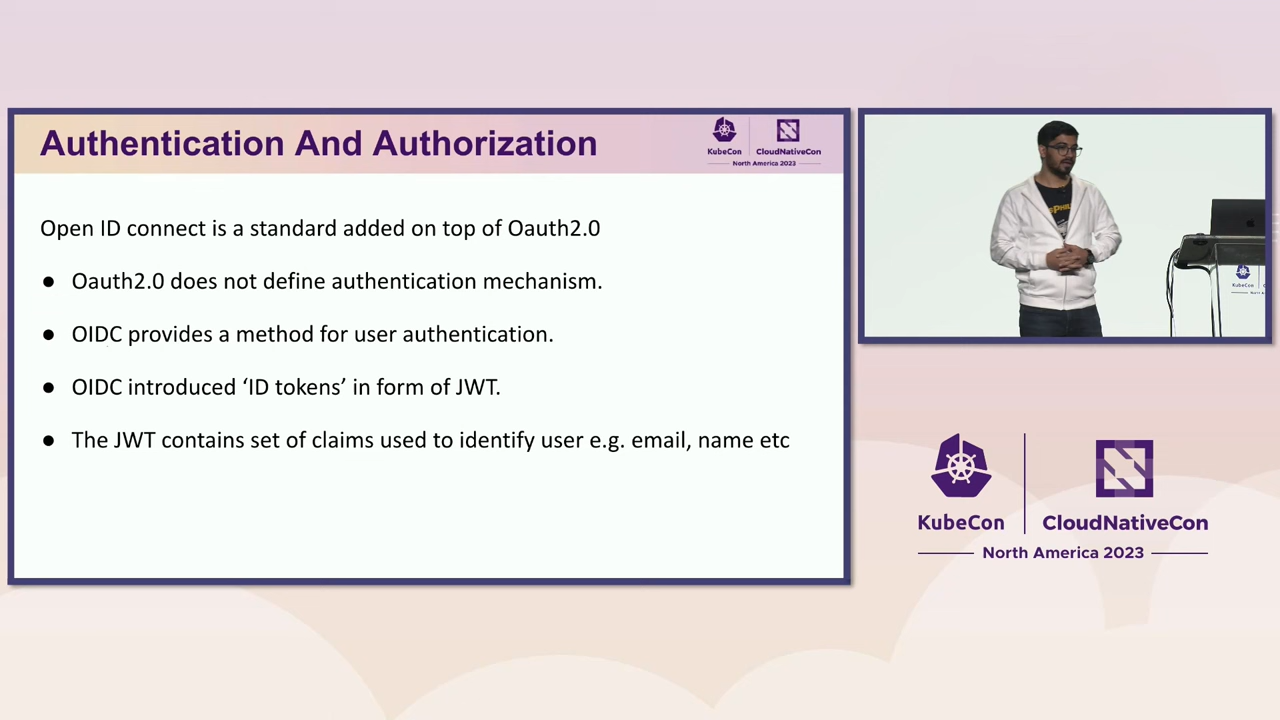 Authentication And Authorization
KubeCon
CloudNativeCon
North America 2023
Open ID connect is a standard added on top of Oauth2.0
● Oauth2.0 does not define authentication mechanism.
● OIDC provides a method for user authentication.
● OIDC introduced ‘ID tokens’ in form of JWT.
● The JWT contains set of claims used to identify user e.g. email, name etc
KubeCon
KubeCon
CloudNativeCon
North America 2023